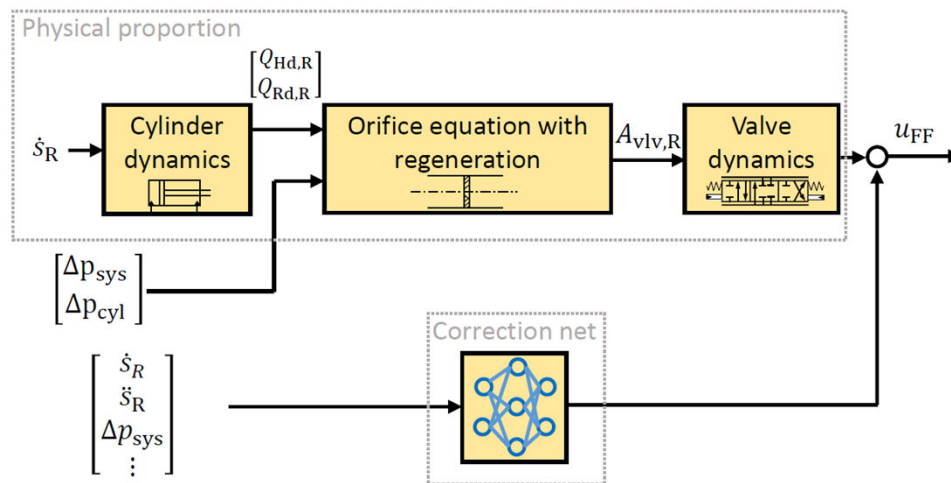 Physical proportion
[Q_Hd,R
Q_Rd,R]
ṡ_R
Cylinder
dynamics
Orifice equation with
regeneration
A_vlv,R
Valve
dynamics
u_FF
[Δp_sys
Δp_cyl]
Correction net
[ṡ_R
s̈_R
Δp_sys
⋮]